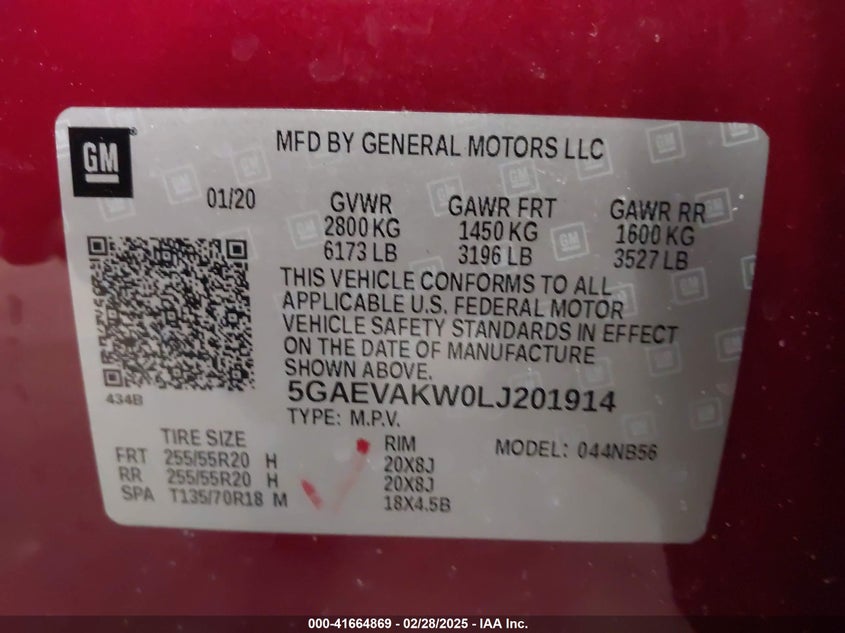 GM
MFD BY GENERAL MOTORS LLC
01/20
GVWR GAWR FRT GAWR RR
2800 KG 1450 KG 1600 KG
6173 LB 3196 LB 3527 LB
THIS VEHICLE CONFORMS TO ALL
APPLICABLE U.S. FEDERAL MOTOR
VEHICLE SAFETY STANDARDS IN EFFECT
ON THE DATE OF MANUFACTURE
SHOWN ABOVE.
434B
5GAEVAKW0LJ201914
TYPE: M.P.V.
TIRE SIZE RIM MODEL: 044NB56
FRT 255/55R20 H 20X8J
RR 255/55R20 H 20X8J
SPA T135/70R18 M 18X4.5B
000-41664869 – 02/28/2025 – IAA Inc.